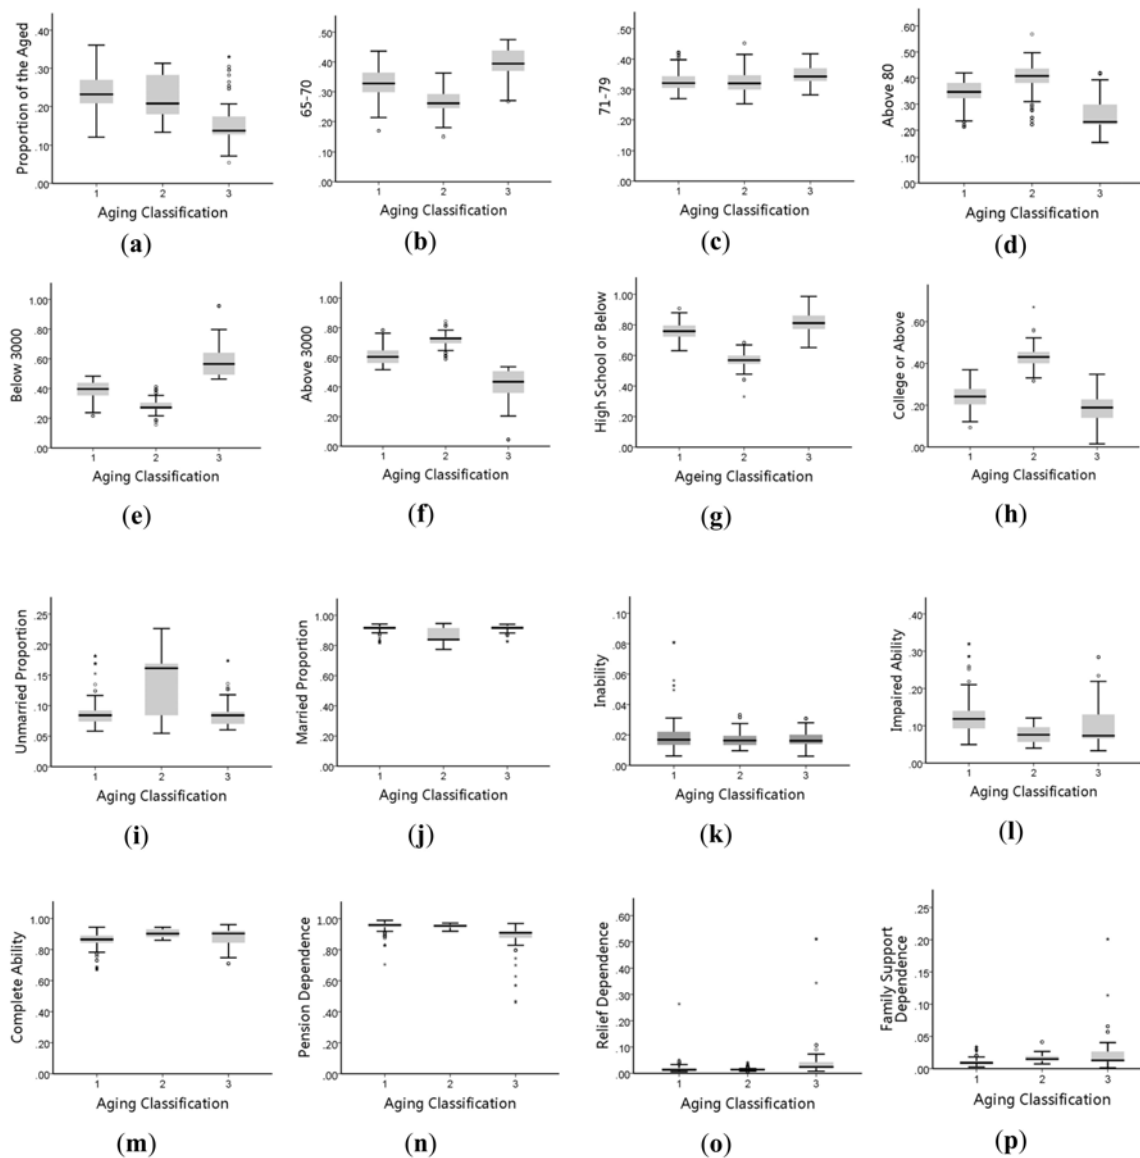 Proportion of the Aged
.40
.30
.20
.10
.00
1 2 3
Aging Classification
(a)
65-70
.50
.40
.30
.20
.10
.00
1 2 3
Aging Classification
(b)
71-79
.50
.40
.30
.20
.10
.00
1 2 3
Aging Classification
(c)
Above 80
.60
.50
.40
.30
.20
.10
.00
1 2 3
Aging Classification
(d)
Below 3000
1.00
.80
.60
.40
.20
.00
1 2 3
Aging Classification
(e)
Above 3000
1.00
.80
.60
.40
.20
.00
1 2 3
Aging Classification
(f)
High School or Below
1.00
.80
.60
.40
.20
.00
1 2 3
Ageing Classification
(g)
College or Above
.60
.40
.20
.00
1 2 3
Aging Classification
(h)
Unmarried Proportion
.25
.20
.15
.10
.05
.00
1 2 3
Aging Classification
(i)
Married Proportion
1.00
.80
.60
.40
.20
.00
1 2 3
Aging Classification
(j)
Inability
.10
.08
.06
.04
.02
.00
1 2 3
Aging Classification
(k)
Impaired Ability
.40
.30
.20
.10
.00
1 2 3
Aging Classification
(l)
Complete Ability
1.00
.80
.60
.40
.20
.00
1 2 3
Aging Classification
(m)
Pension Dependence
1.00
.80
.60
.40
.20
.00
1 2 3
Aging Classification
(n)
Relief Dependence
.60
.50
.40
.30
.20
.10
.00
1 2 3
Aging Classification
(o)
Family Support
Dependence
.25
.20
.15
.10
.05
.00
1 2 3
Aging Classification
(p)